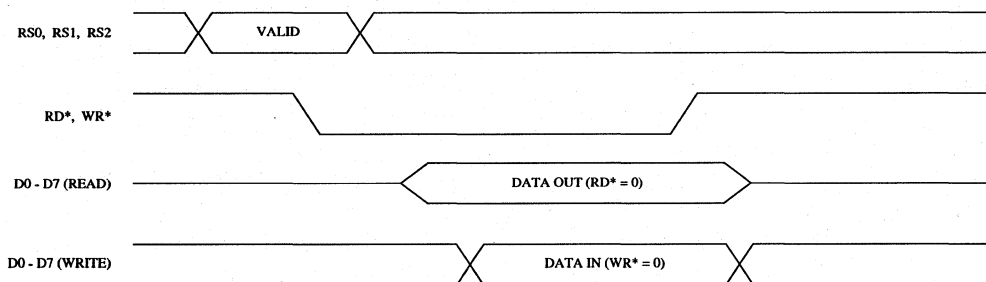 RS0, RS1, RS2
VALID
RD*, WR*
D0 - D7 (READ)
DATA OUT (RD* = 0)
D0 - D7 (WRITE)
DATA IN (WR* = 0)